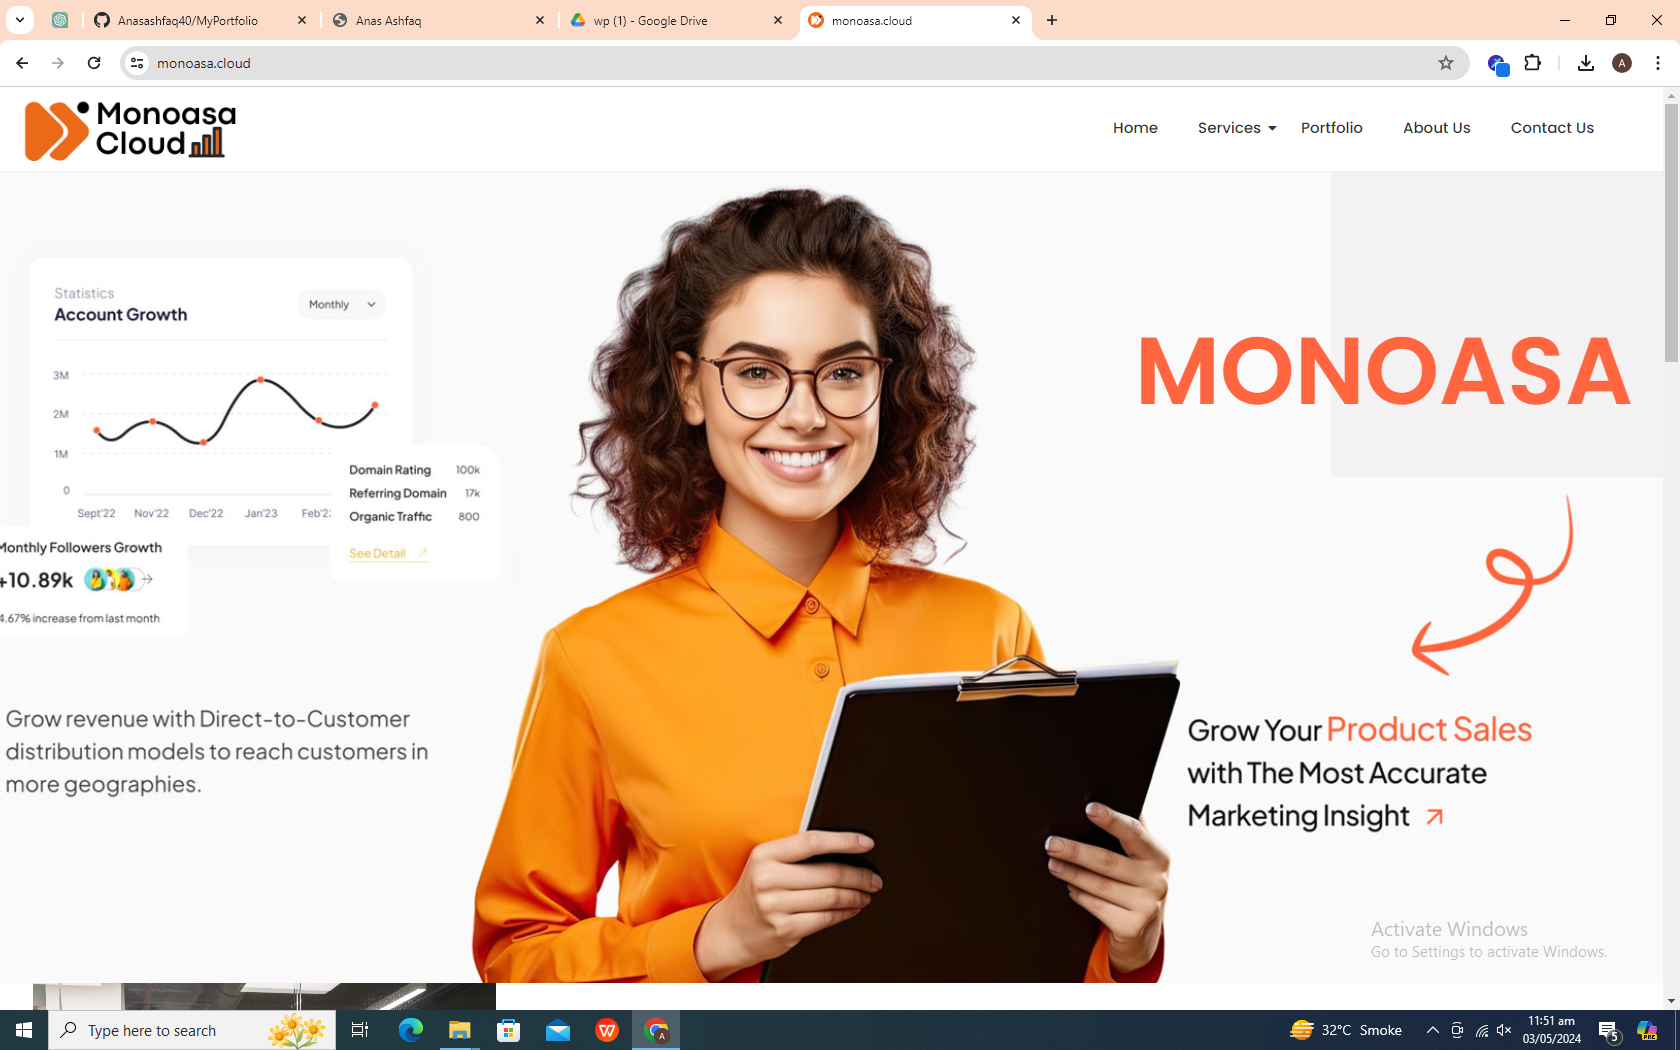 Anasashfaq40/MyPortfolio
Anas Ashfaq
wp (1) - Google Drive
monoasa.cloud
monoasa.cloud
A
Monoasa
Cloud
Home
Services
Portfolio
About Us
Contact Us
Statistics
Account Growth
Monthly
3M
2M
1M
0
Sept'22
Nov'22
Dec'22
Jan'23
Feb'2
Domain Rating 100k
Referring Domain 17k
Organic Traffic 800
See Detail
Monthly Followers Growth
+10.89k
4.67% increase from last month
MONOASA
Grow revenue with Direct-to-Customer
distribution models to reach customers in
more geographies.
Grow Your Product Sales
with The Most Accurate
Marketing Insight
Activate Windows
Go to Settings to activate Windows.
Type here to search
W
A
32°C Smoke
11:51 am
03/05/2024
5
PRE